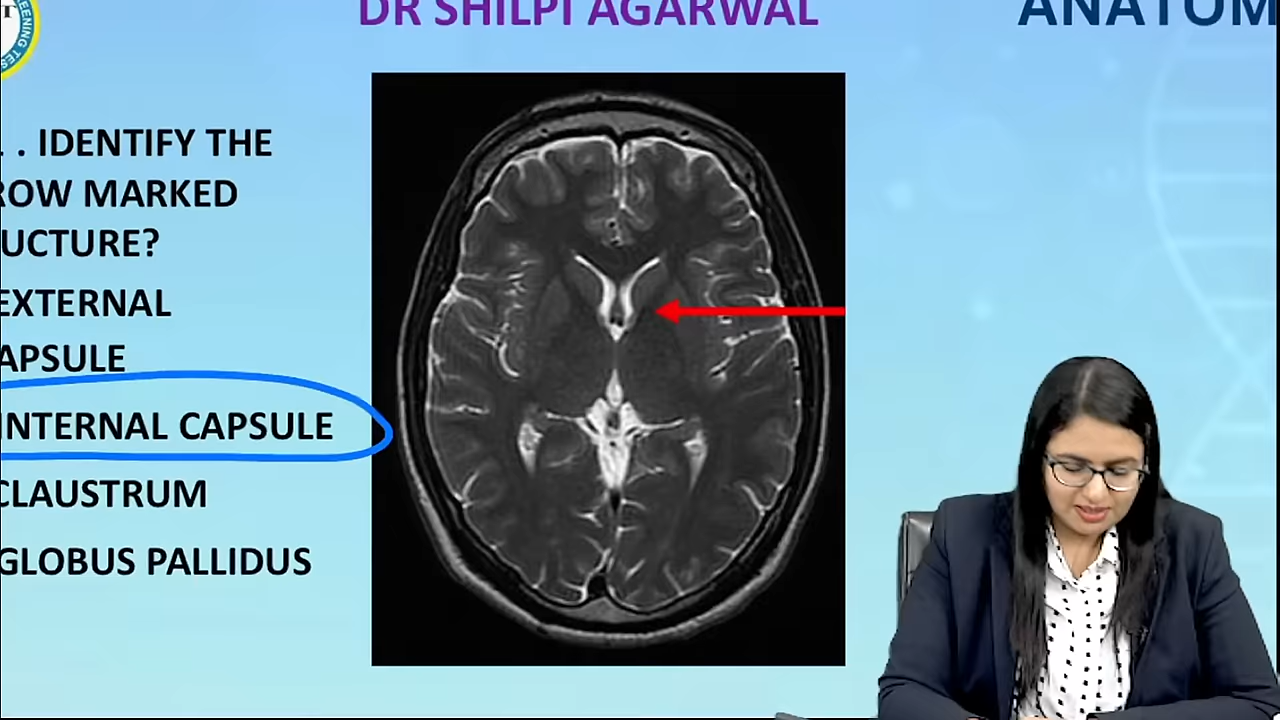 DR SHILPI AGARWAL
ANATOM
. IDENTIFY THE
ROW MARKED
UCTURE?
EXTERNAL
APSULE
INTERNAL CAPSULE
CLAUSTRUM
GLOBUS PALLIDUS